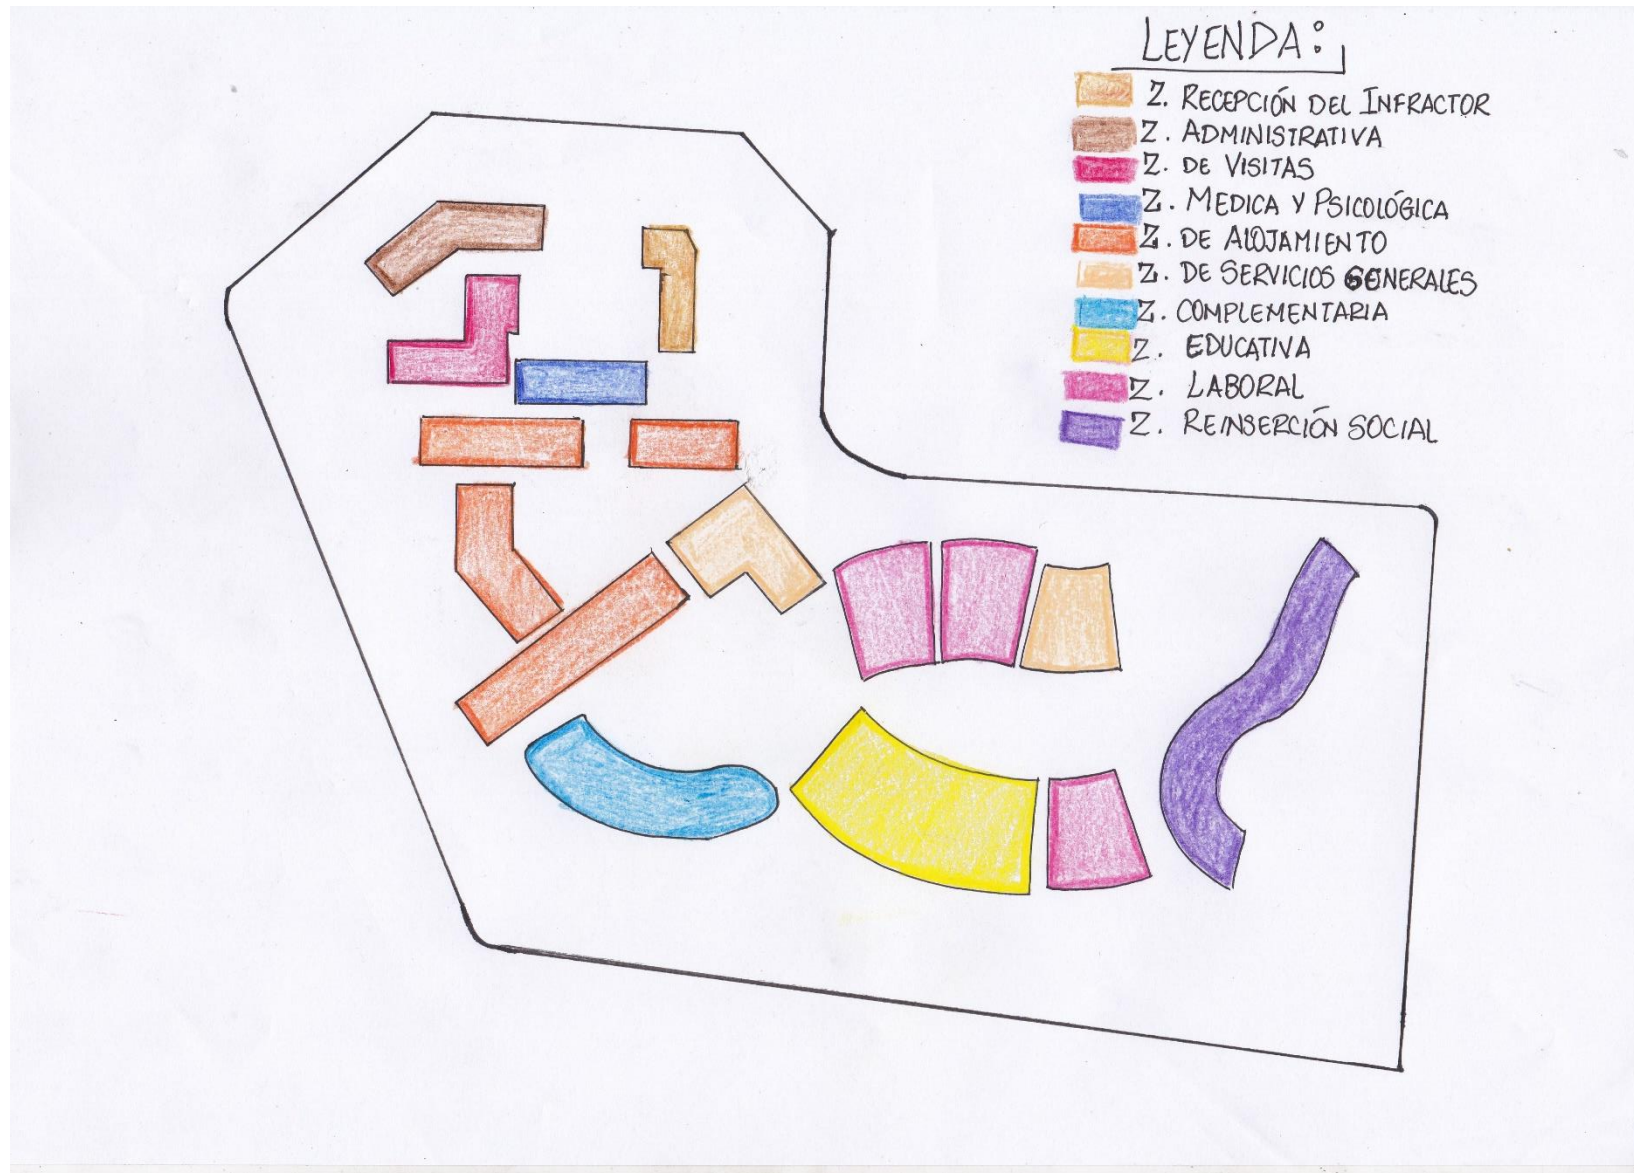 LEYENDA:
Z. RECEPCIÓN DEL INFRACTOR
Z. ADMINISTRATIVA
Z. DE VISITAS
Z. MEDICA Y PSICOLÓGICA
Z. DE ALOJAMIENTO
Z. DE SERVICIOS GENERALES
Z. COMPLEMENTARIA
Z. EDUCATIVA
Z. LABORAL
Z. REINSERCIÓN SOCIAL